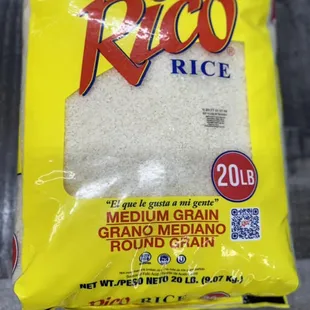 Rico®
RICE
20LB
"El que le gusta a mi gente"
MEDIUM GRAIN
GRANO MEDIANO
ROUND GRAIN
NET WT./PESO NETO 20 LB. (9.07 Kg.)
Rico RICE